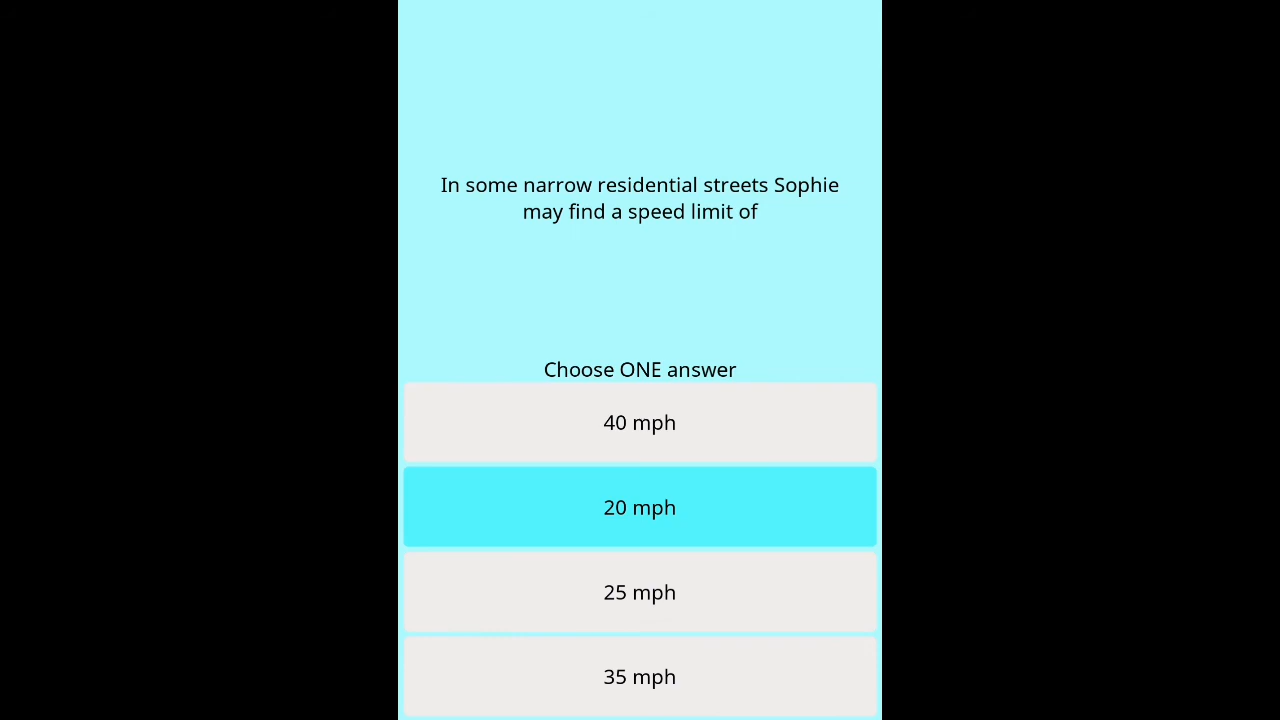 In some narrow residential streets Sophie
may find a speed limit of
Choose ONE answer
40 mph
20 mph
25 mph
35 mph